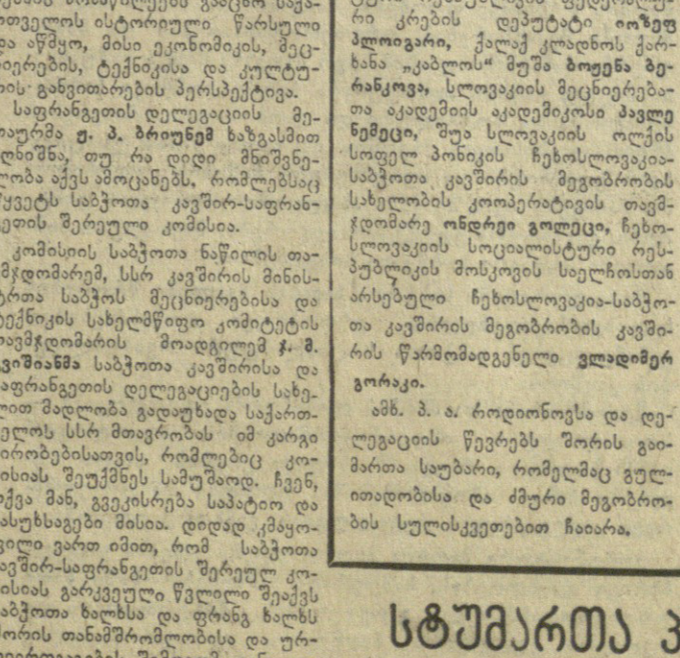 ითველოს ისტორიული წარსული
და აწმყო, მისი ეკონომიკის, მეც-
ნიერების, ტექნიკისა და კულტუ-
რის განვითარების პერსპექტივა.
საფრანგეთის დელეგაციის მე-
თაურმა ჟ. პ. ბრიუნემ ხაზგასმით
აღნიშნა, თუ რა დიდი მნიშვნე-
ლობა აქვს ამოცანებს, რომლებსაც
წყვეტს საბჭოთა კავშირ-საფრან-
გეთის შერეული კომისია.
კომისიის საბჭოთა ნაწილის თა-
ვმჯდომარემ, სსრ კავშირის მინის-
ტრთა საბჭოს მეცნიერებისა და
ტექნიკის სახელმწიფო კომიტეტის
თავმჯდომარის მოადგილემ ჯ. მ.
გვიშიანმა საბჭოთა კავშირისა და
საფრანგეთის დელეგაციების სახე-
ლით მადლობა გადაუხადა საქართ-
ველოს სსრ მთავრობას იმ კარგი
პირობებისათვის, რომლებიც კო-
მისიას შეუქმნეს სამუშაოდ. ჩვენ,
თქვა მან, გვეკისრება საპატიო და
პასუხსაგები მისია. დიდად კმაყო-
ფილი ვართ იმით, რომ საბჭოთა
კავშირ-საფრანგეთის შერეულ კო-
მისიას გარკვეული წვლილი შეაქვს
საბჭოთა ხალხსა და ფრანგ ხალხს
შორის თანამშრომლობისა და ურ-
რი კრების დეპუტატი იოზეფ
პლოიგარი, ქალაქ კლადნოს ქარ-
ხანა „კაბლოს“ მუშა ბოჟენა ბე-
რანკოვა, სლოვაკიის მეცნიერება-
თა აკადემიის აკადემიკოსი პავლე
ნემეცი, შუა სლოვაკიის ოლქის
სოფელ პონიკის ჩეხოსლოვაკია-
საბჭოთა კავშირის მეგობრობის
სახელობის კოოპერატივის თავმ-
ჯდომარე ონდრეი გოლეცი, ჩეხო-
სლოვაკიის სოციალისტური რეს-
პუბლიკის მოსკოვის საელჩოსთან
არსებული ჩეხოსლოვაკია-საბჭო-
თა კავშირის მეგობრობის კავში-
რის წარმომადგენელი ვლადიმერ
გორაკი.
ამხ. პ. ა. როდიონოვსა და დე-
ლეგაციის წევრებს შორის გაი-
მართა საუბარი, რომელმაც გულ-
ითადობისა და ძმური მეგობრო-
ბის სულისკვეთებით ჩაიარა.
სტუმართა